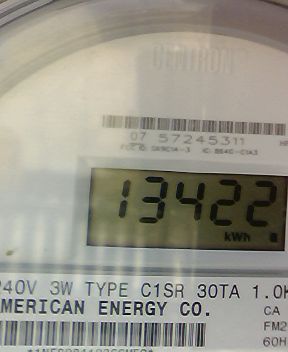 CENTRON
07 57245311
13422
kWh
240V 3W TYPE C1SR 30TA 1.0K
AMERICAN ENERGY CO.
CA
FM2
60H